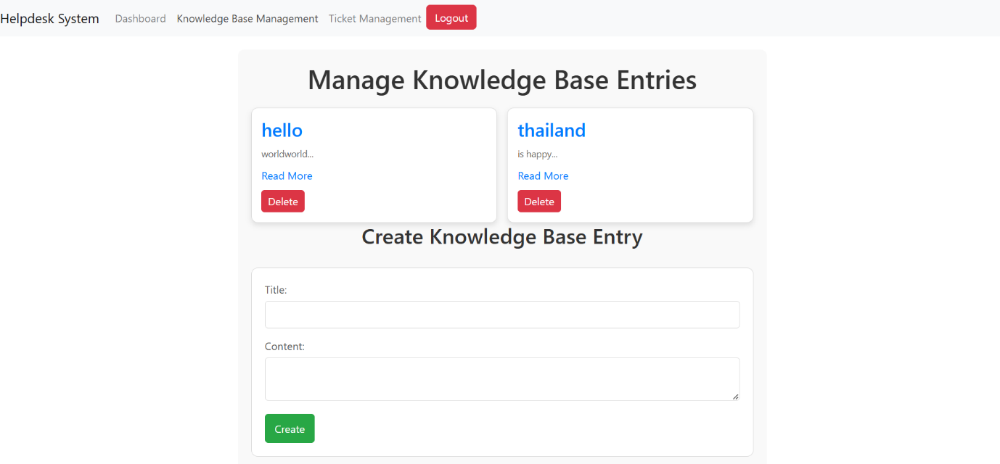 Helpdesk System Dashboard Knowledge Base Management Ticket Management Logout
Manage Knowledge Base Entries
hello
worldworld...
Read More
Delete
thailand
is happy...
Read More
Delete
Create Knowledge Base Entry
Title:
Content:
Create